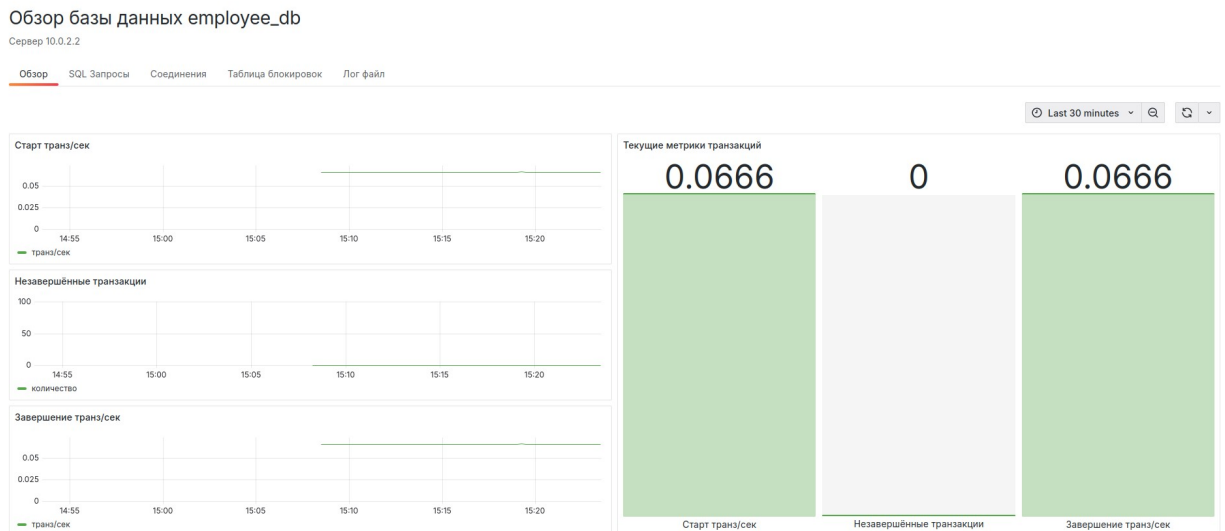 Обзор базы данных employee_db
Сервер 10.0.2.2
Обзор SQL Запросы Соединения Таблица блокировок Лог файл
Last 30 minutes
Старт транз/сек
0.05
0.025
0
14:55 15:00 15:05 15:10 15:15 15:20
транз/сек
Незавершённые транзакции
100
50
0
14:55 15:00 15:05 15:10 15:15 15:20
количество
Завершение транз/сек
0.05
0.025
0
14:55 15:00 15:05 15:10 15:15 15:20
транз/сек
Текущие метрики транзакций
0.0666 0 0.0666
Старт транз/сек Незавершённые транзакции Завершение транз/сек